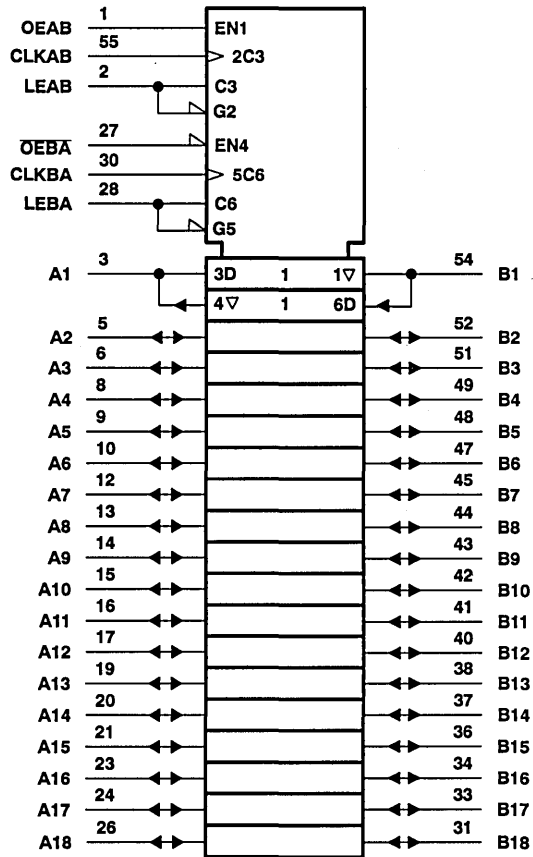 OEAB 1 EN1
CLKAB 55 2C3
LEAB 2 C3
G2
OEBA 27 EN4
CLKBA 30 5C6
LEBA 28 C6
G5
A1 3 3D 1 1▽ 54 B1
4▽ 1 6D
A2 5 52 B2
A3 6 51 B3
A4 8 49 B4
A5 9 48 B5
A6 10 47 B6
A7 12 45 B7
A8 13 44 B8
A9 14 43 B9
A10 15 42 B10
A11 16 41 B11
A12 17 40 B12
A13 19 38 B13
A14 20 37 B14
A15 21 36 B15
A16 23 34 B16
A17 24 33 B17
A18 26 31 B18